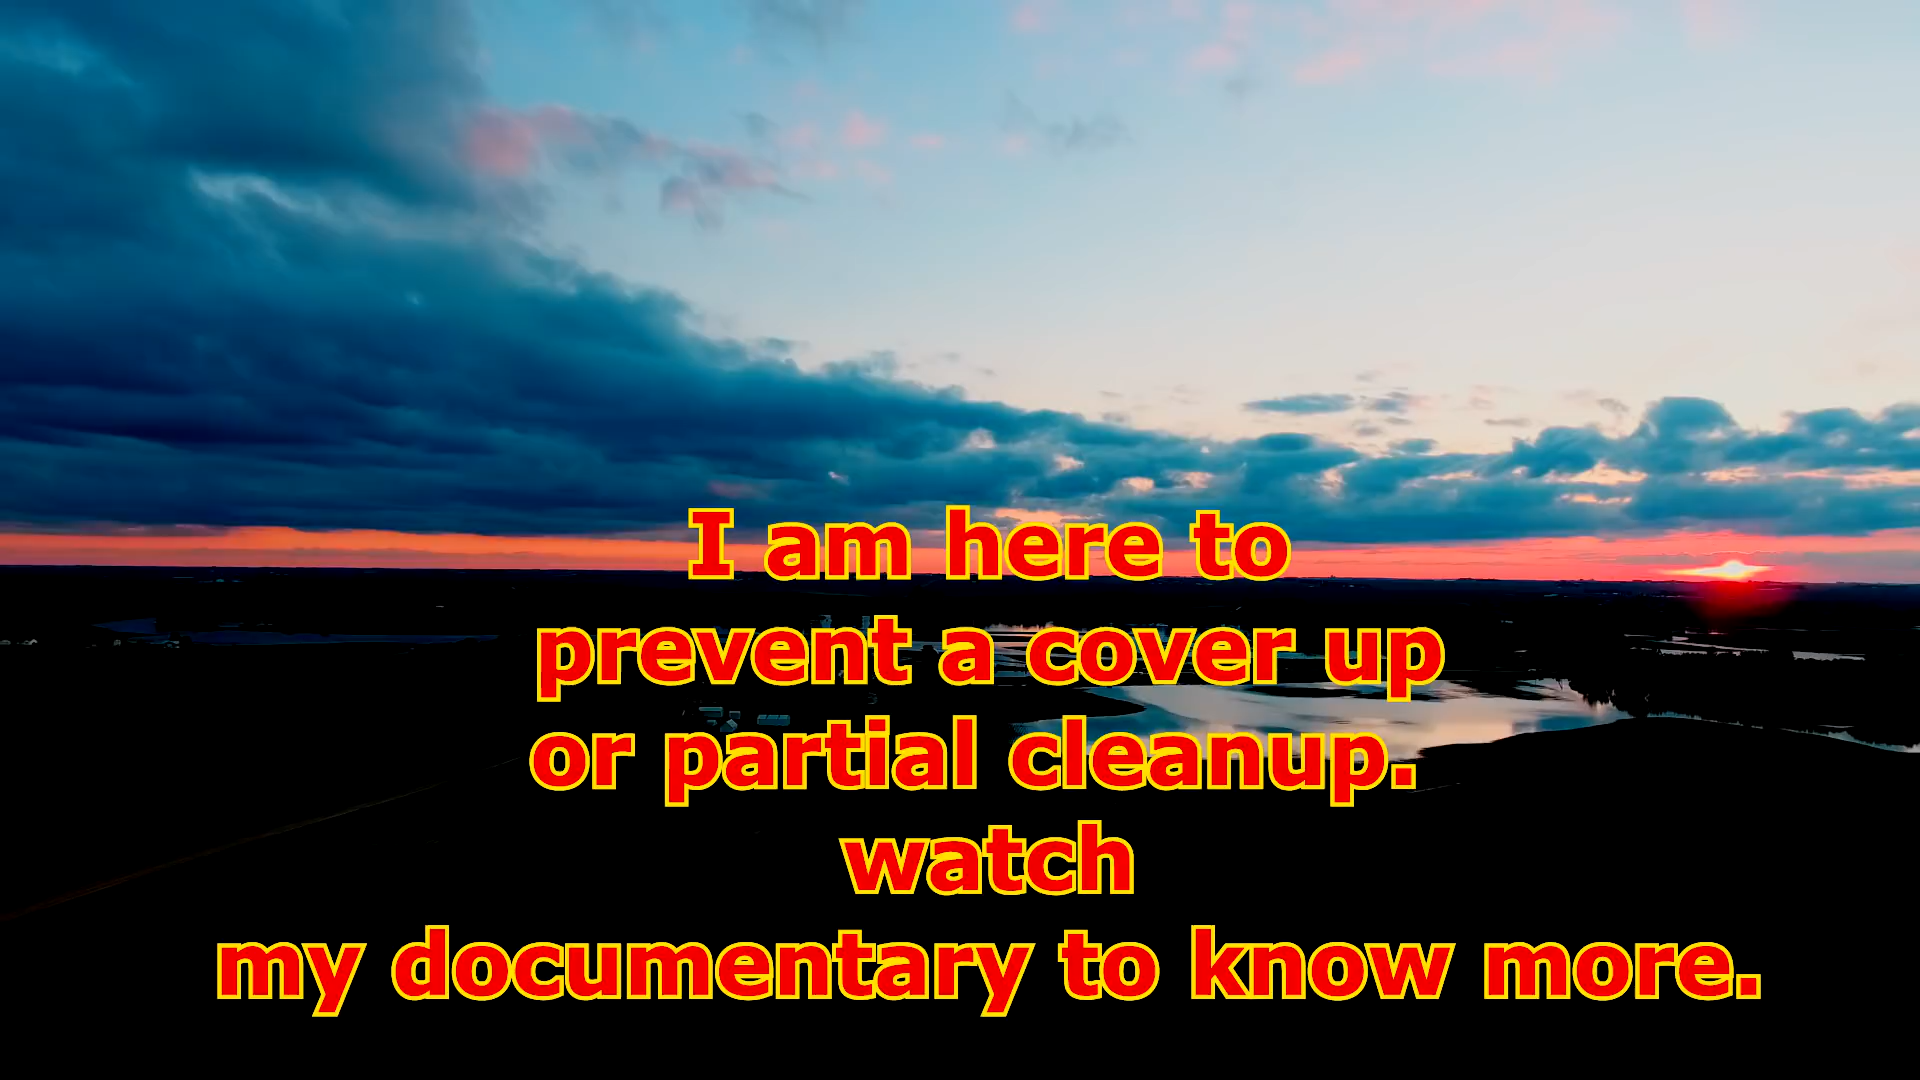 I am here to
prevent a cover up
or partial cleanup.
watch
my documentary to know more.